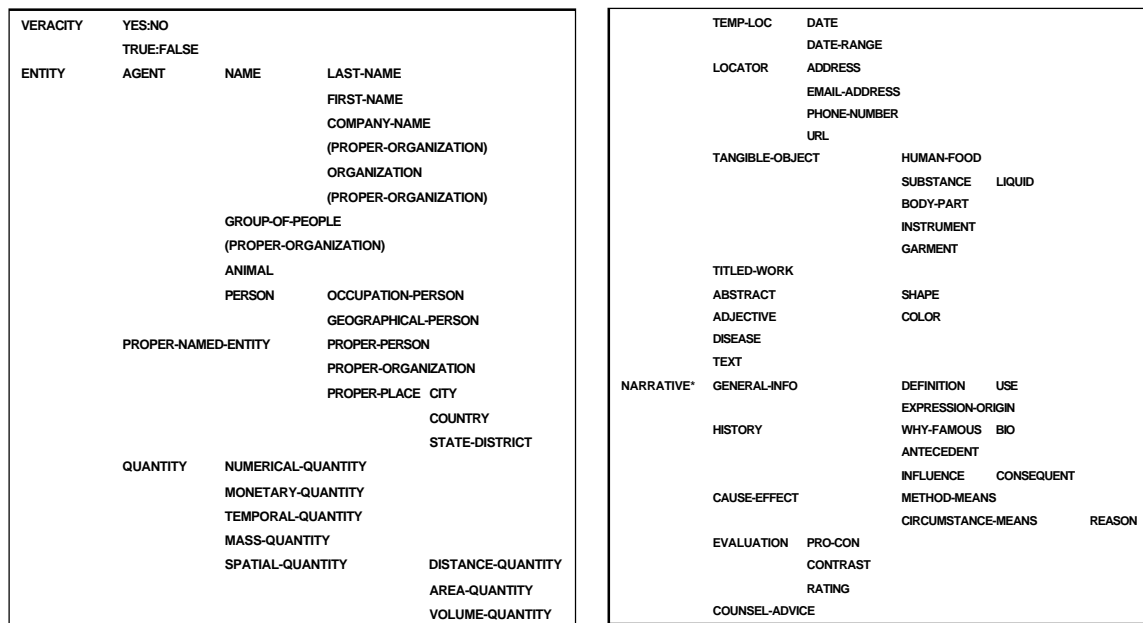 VERACITY YES:NO
TRUE:FALSE
ENTITY AGENT NAME LAST-NAME
FIRST-NAME
COMPANY-NAME
(PROPER-ORGANIZATION)
ORGANIZATION
(PROPER-ORGANIZATION)
GROUP-OF-PEOPLE
(PROPER-ORGANIZATION)
ANIMAL
PERSON OCCUPATION-PERSON
GEOGRAPHICAL-PERSON
PROPER-NAMED-ENTITY PROPER-PERSON
PROPER-ORGANIZATION
PROPER-PLACE CITY
COUNTRY
STATE-DISTRICT
QUANTITY NUMERICAL-QUANTITY
MONETARY-QUANTITY
TEMPORAL-QUANTITY
MASS-QUANTITY
SPATIAL-QUANTITY DISTANCE-QUANTITY
AREA-QUANTITY
VOLUME-QUANTITY
TEMP-LOC DATE
DATE-RANGE
LOCATOR ADDRESS
EMAIL-ADDRESS
PHONE-NUMBER
URL
TANGIBLE-OBJECT HUMAN-FOOD
SUBSTANCE LIQUID
BODY-PART
INSTRUMENT
GARMENT
TITLED-WORK
ABSTRACT SHAPE
ADJECTIVE COLOR
DISEASE
TEXT
NARRATIVE* GENERAL-INFO DEFINITION USE
EXPRESSION-ORIGIN
HISTORY WHY-FAMOUS BIO
ANTECEDENT
INFLUENCE CONSEQUENT
CAUSE-EFFECT METHOD-MEANS
CIRCUMSTANCE-MEANS REASON
EVALUATION PRO-CON
CONTRAST
RATING
COUNSEL-ADVICE